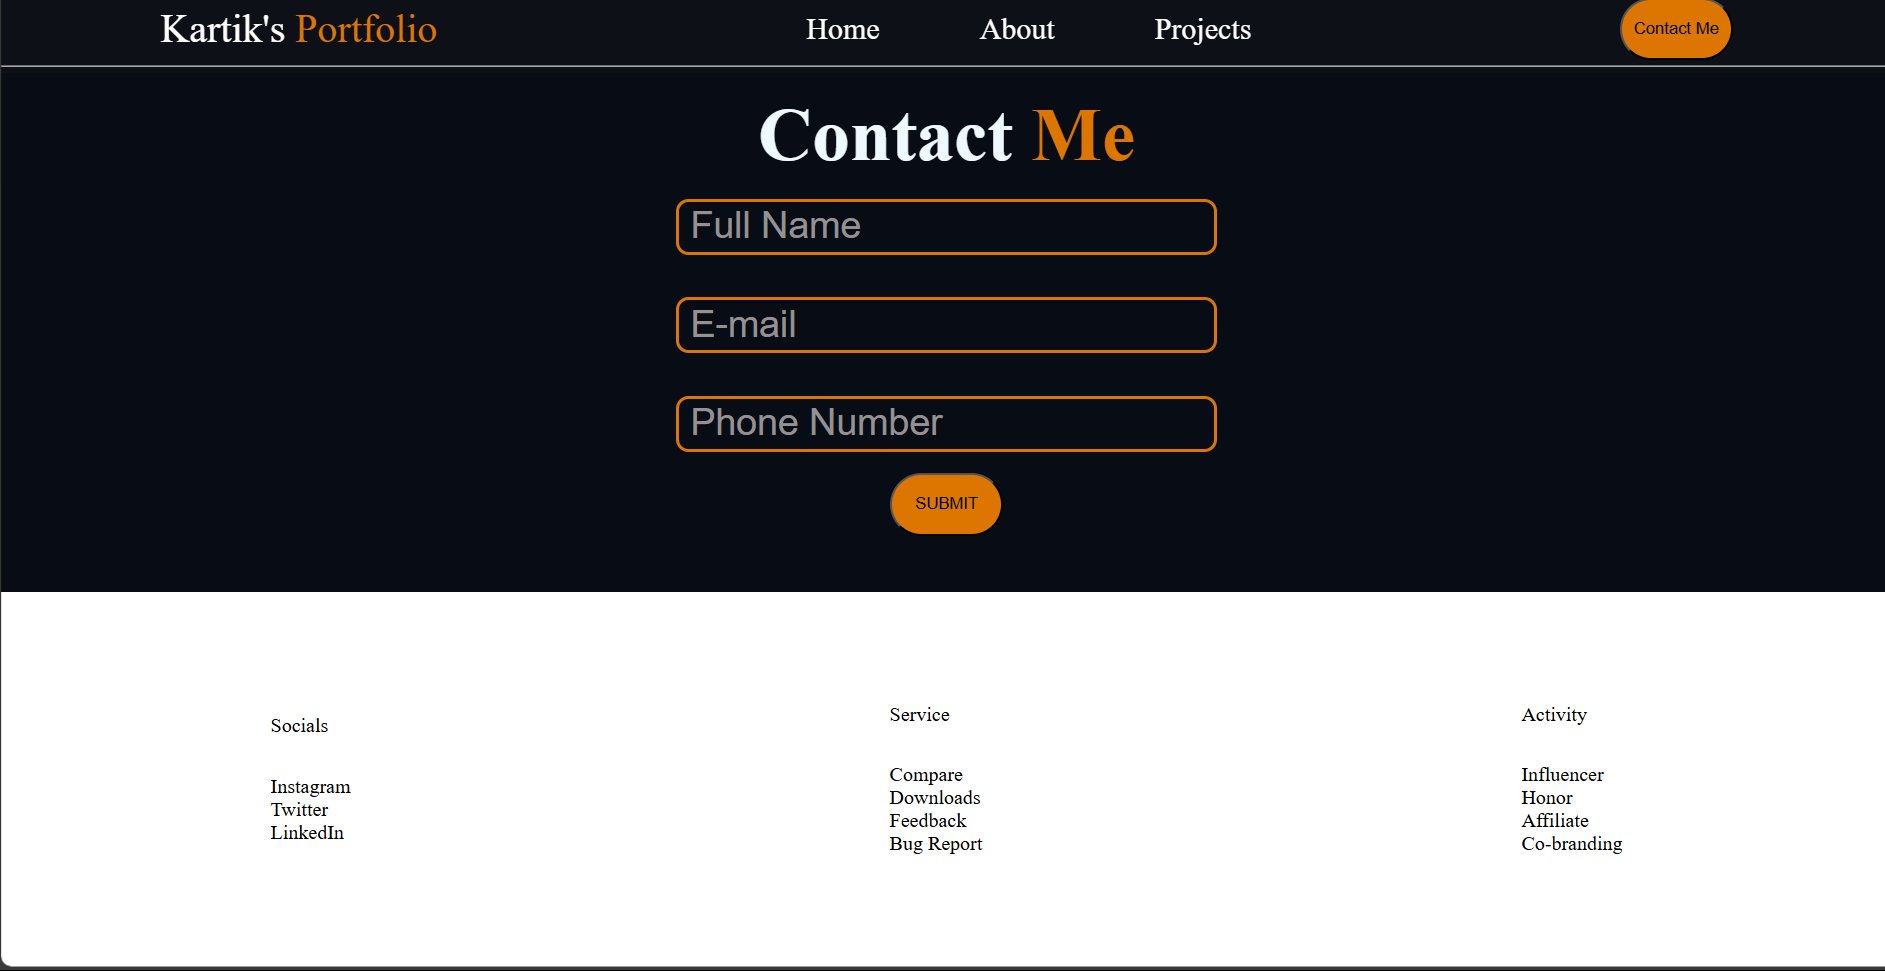 Kartik's Portfolio
Home
About
Projects
Contact Me
Contact Me
Full Name
E-mail
Phone Number
SUBMIT
Socials
Instagram
Twitter
LinkedIn
Service
Compare
Downloads
Feedback
Bug Report
Activity
Influencer
Honor
Affiliate
Co-branding